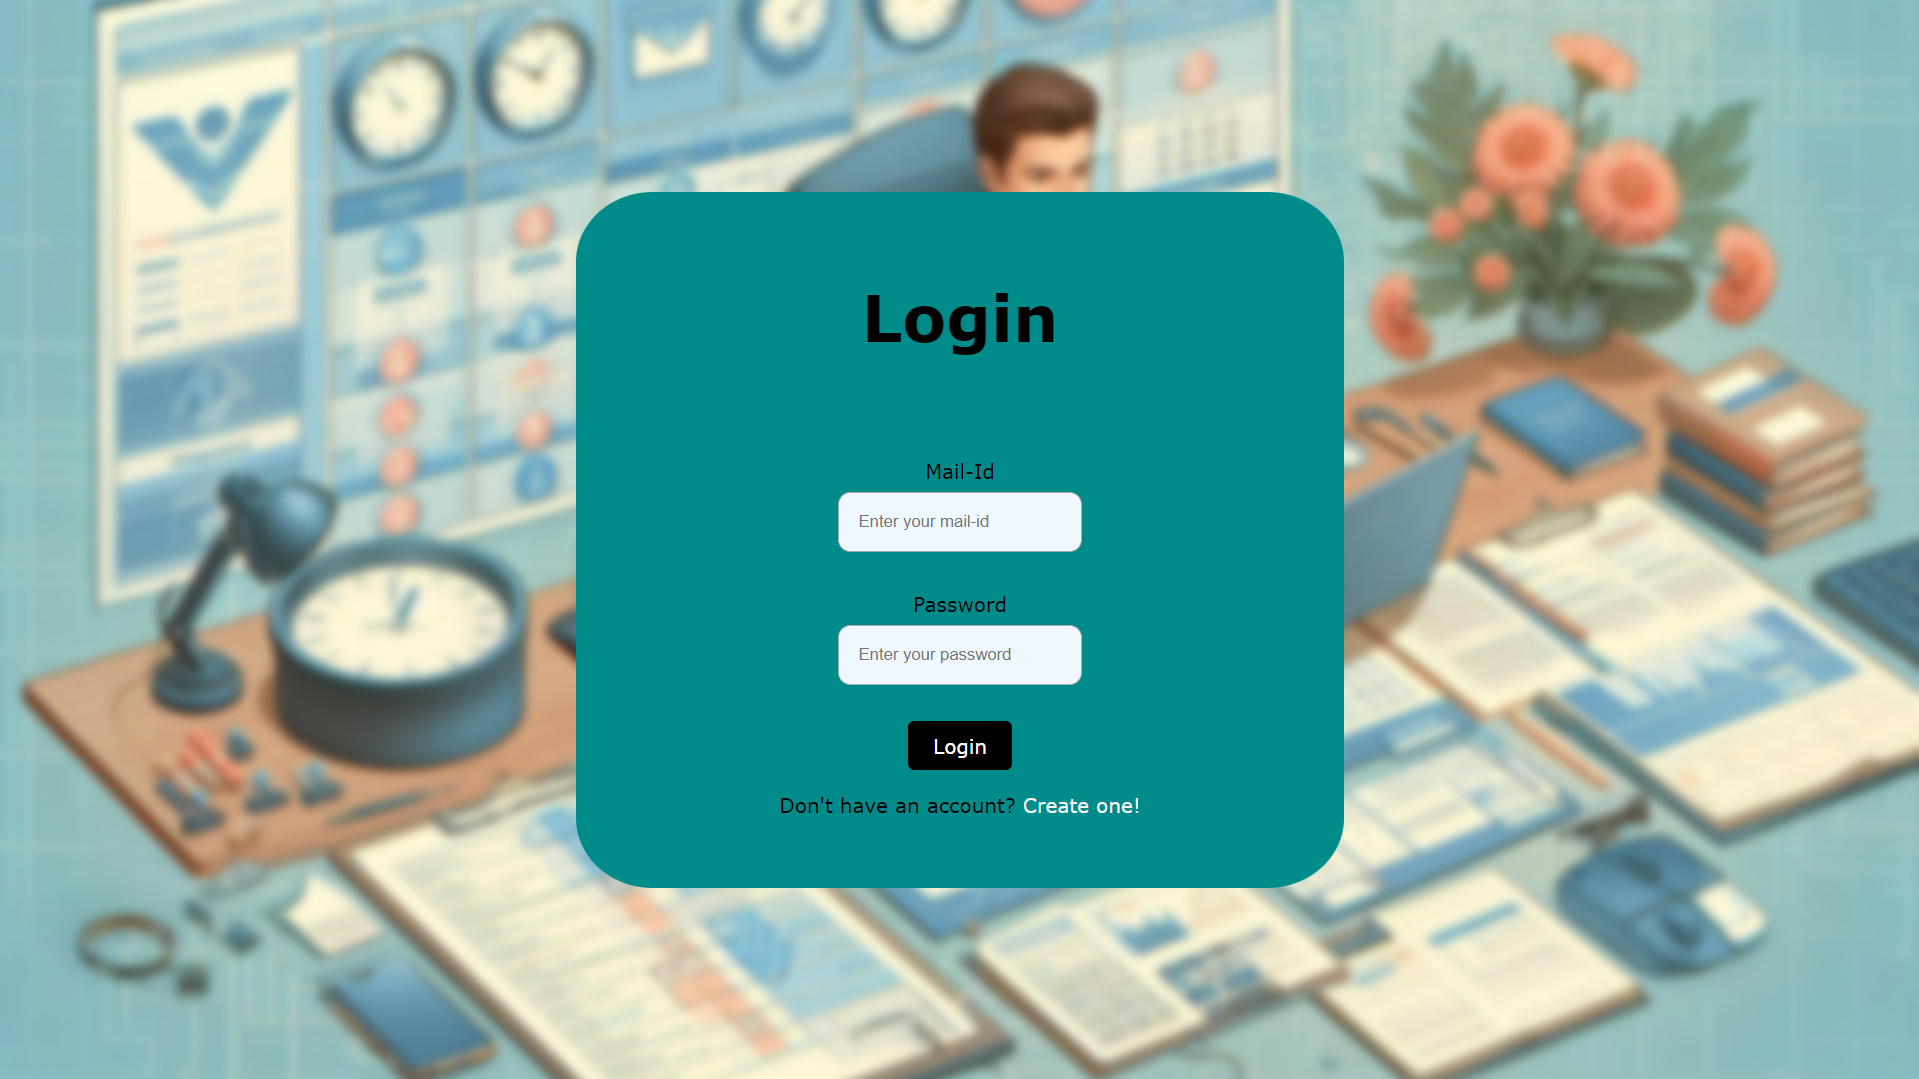 Login
Mail-Id
Enter your mail-id
Password
Enter your password
Login
Don't have an account? Create one!